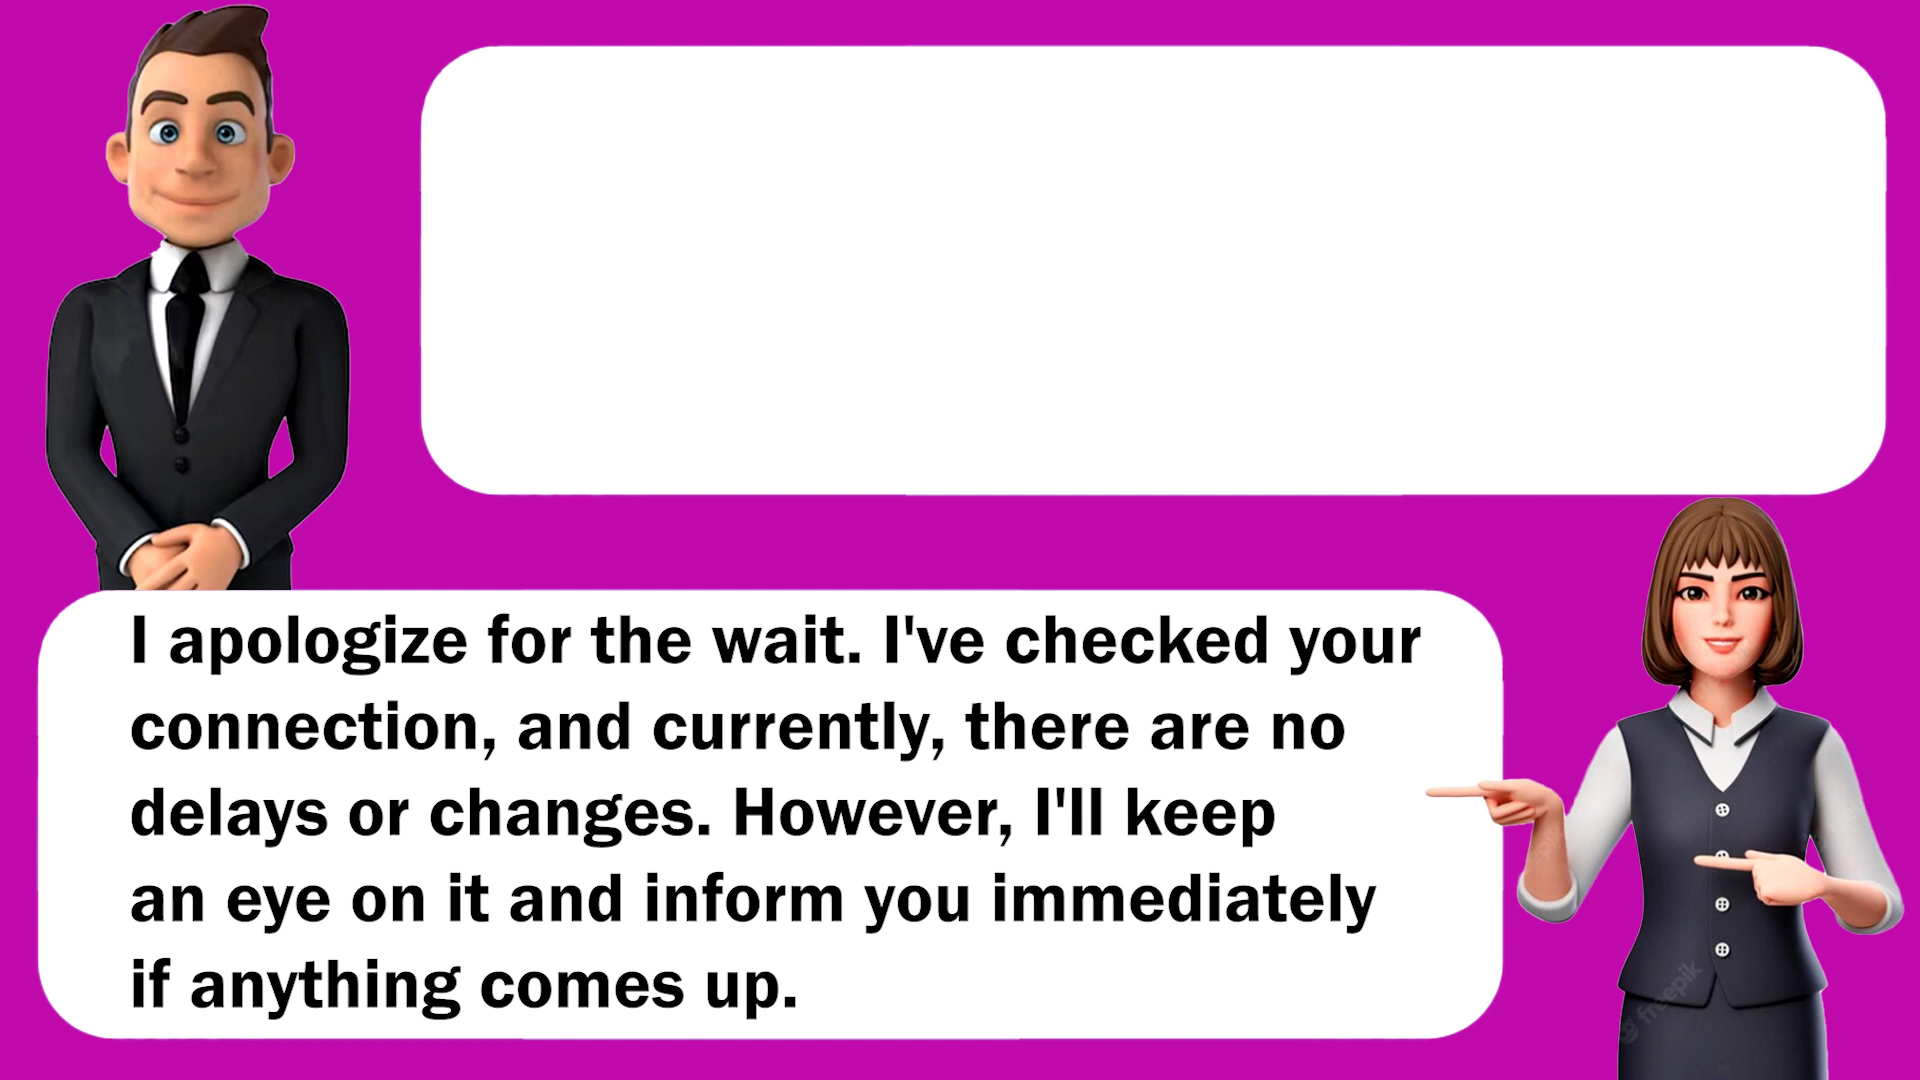 I apologize for the wait. I've checked your
connection, and currently, there are no
delays or changes. However, I'll keep
an eye on it and inform you immediately
if anything comes up.
freepik